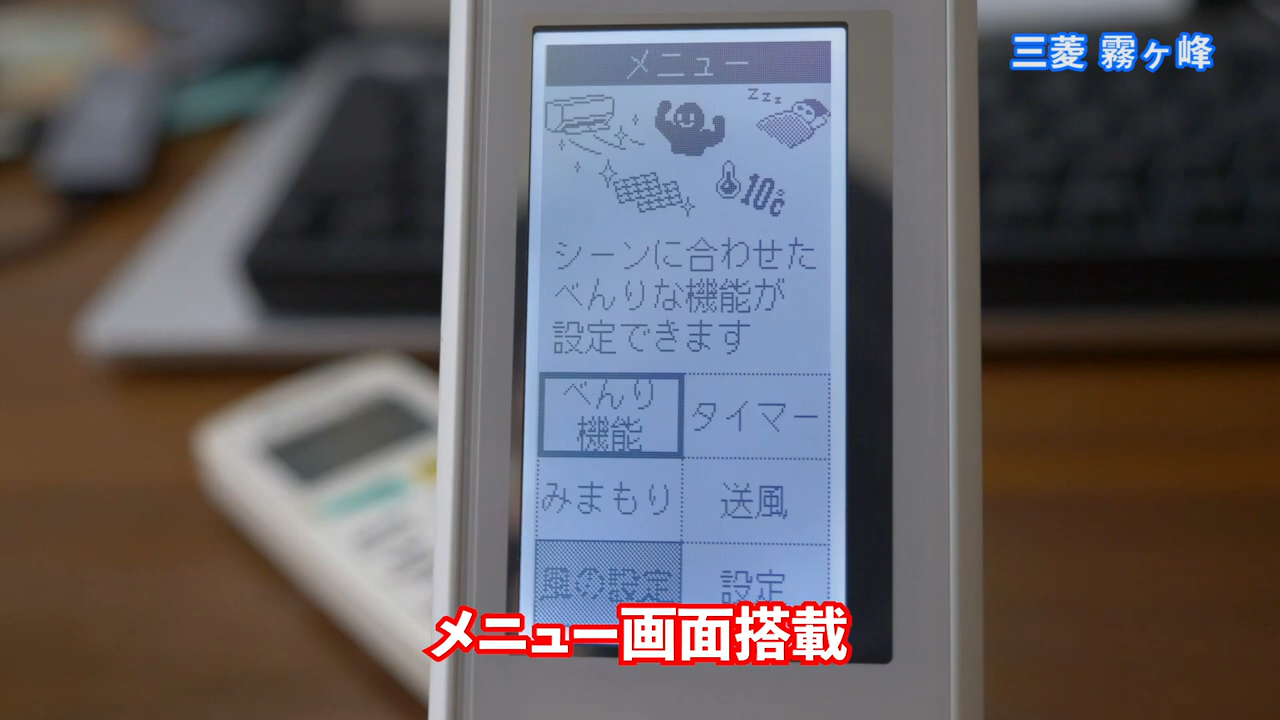 三菱 霧ヶ峰
メニュー
zzz
10℃
シーンに合わせた
べんりな機能が
設定できます
べんり
機能
タイマー
みまもり
送風
風の設定
設定
メニュー画面搭載